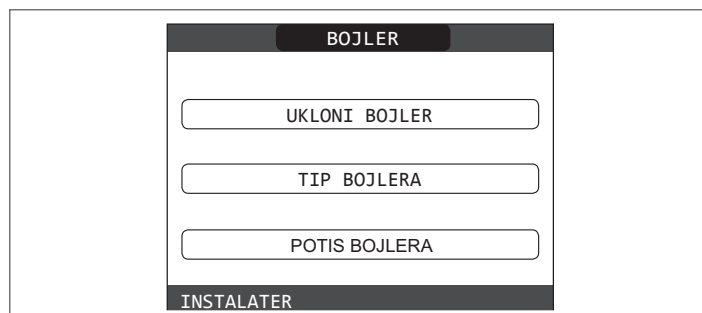 BOJLER
UKLONI BOJLER
TIP BOJLERA
POTIS BOJLERA
INSTALATER